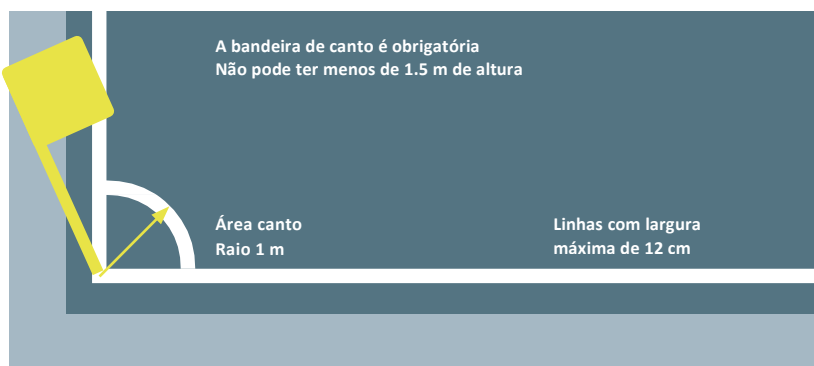 A bandeira de canto é obrigatória
Não pode ter menos de 1.5 m de altura
Área canto
Raio 1 m
Linhas com largura
máxima de 12 cm